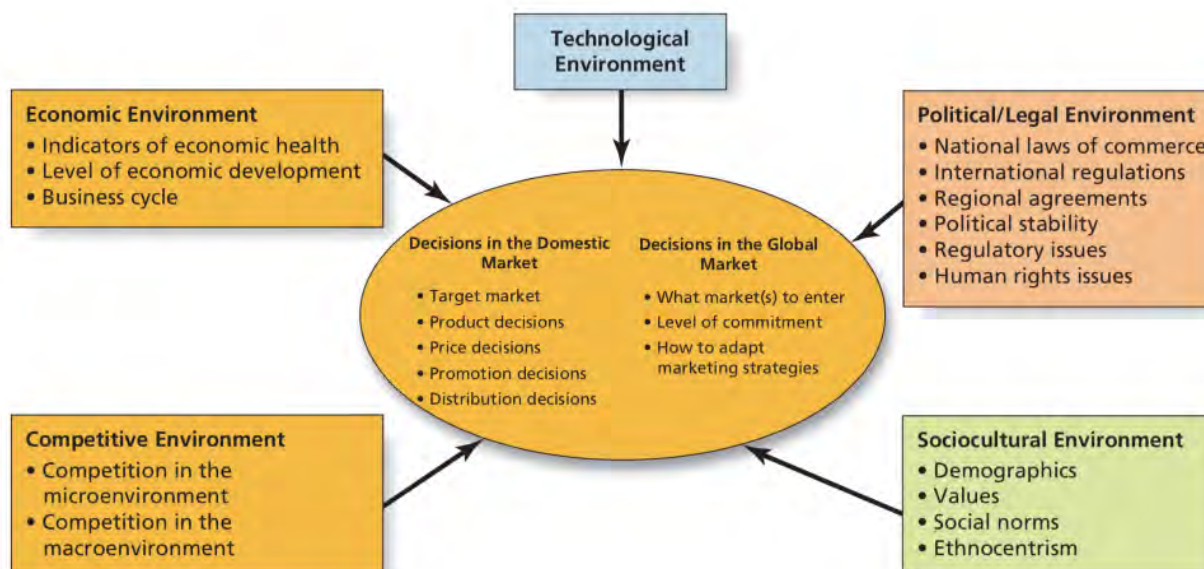 Technological
Environment
Economic Environment
• Indicators of economic health
• Level of economic development
• Business cycle
Political/Legal Environment
• National laws of commerce
• International regulations
• Regional agreements
• Political stability
• Regulatory issues
• Human rights issues
Decisions in the Domestic
Market
• Target market
• Product decisions
• Price decisions
• Promotion decisions
• Distribution decisions
Decisions in the Global
Market
• What market(s) to enter
• Level of commitment
• How to adapt
marketing strategies
Competitive Environment
• Competition in the
microenvironment
• Competition in the
macroenvironment
Sociocultural Environment
• Demographics
• Values
• Social norms
• Ethnocentrism